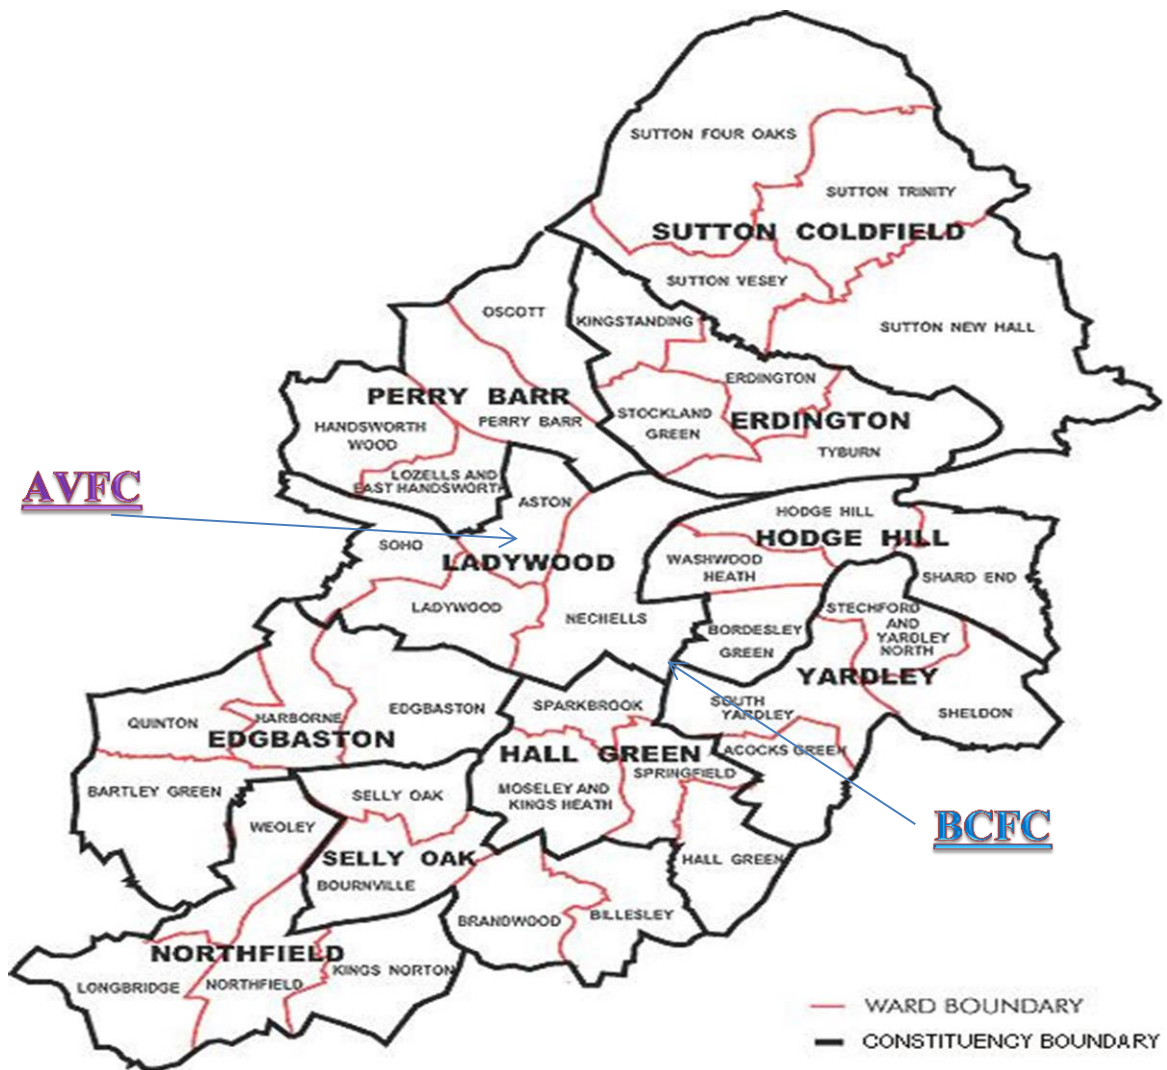 SUTTON FOUR OAKS
SUTTON TRINITY
SUTTON COLDFIELD
SUTTON VESEY
OSCOTT
KINGSTANDING
SUTTON NEW HALL
ERDINGTON
PERRY BARR
HANDSWORTH
WOOD
PERRY BARR
STOCKLAND
GREEN
ERDINGTON
TYBURN
LOZELLS AND
EAST HANDSWORTH
AVFC
ASTON
HODGE HILL
HODGE HILL
SOHO
LADYWOOD
WASHWOOD
HEATH
SHARD END
LADYWOOD
NECHELLS
STECHFORD
AND
YARDLEY
NORTH
BORDESLEY
GREEN
YARDLEY
QUINTON
HARBORNE
EDGBASTON
SPARKBROOK
SOUTH
YARDLEY
SHELDON
EDGBASTON
HALL GREEN
ACOCKS GREEN
SPRINGFIELD
BARTLEY GREEN
SELLY OAK
MOSELEY AND
KINGS HEATH
WEOLEY
BCFC
SELLY OAK
HALL GREEN
BOURNVILLE
BRANDWOOD
BILLESLEY
NORTHFIELD
KINGS NORTON
LONGBRIDGE
NORTHFIELD
WARD BOUNDARY
CONSTITUENCY BOUNDARY